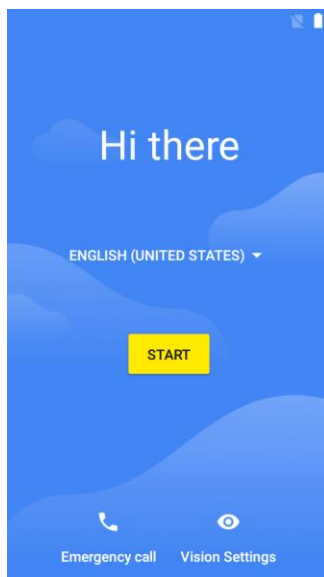 Hi there
ENGLISH (UNITED STATES)
START
Emergency call Vision Settings